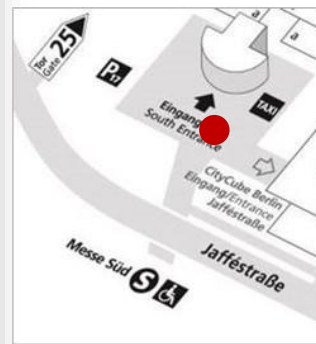 Tor
Gate 25
a
a
a
P17
TAXI
Eingang
South Entrance
CityCube Berlin
Eingang/Entrance
Jafféstraße
Messe Süd S
Jafféstraße